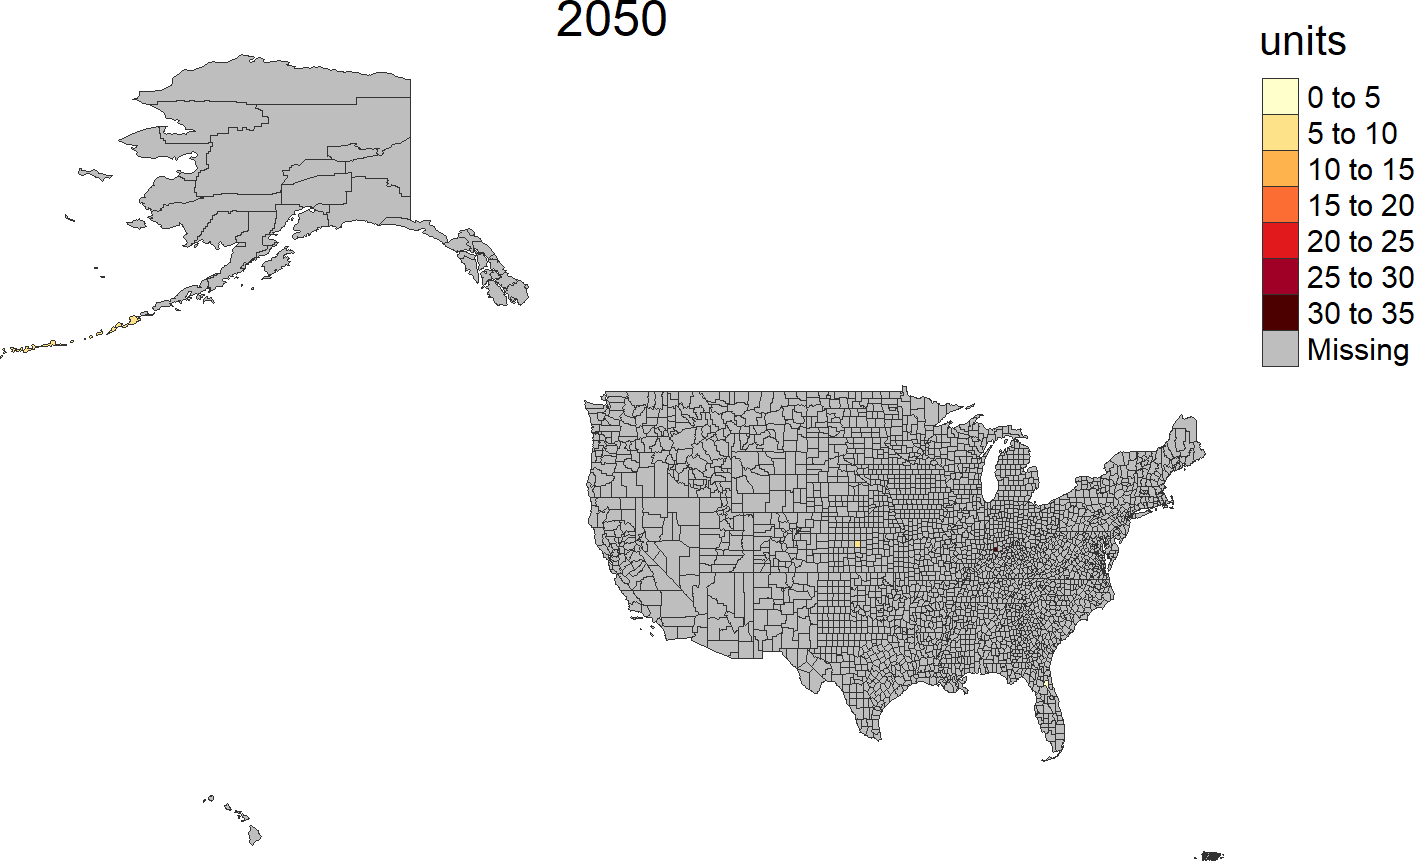 2050
units
0 to 5
5 to 10
10 to 15
15 to 20
20 to 25
25 to 30
30 to 35
Missing